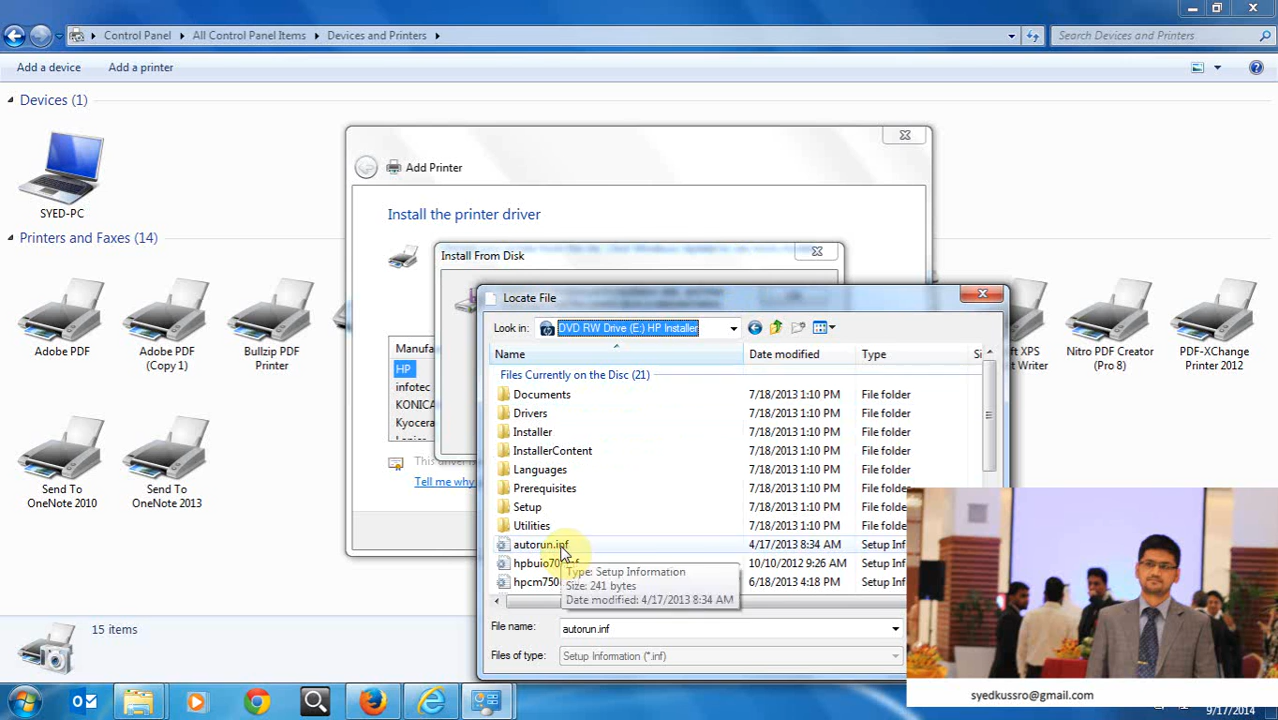 Control Panel All Control Panel Items Devices and Printers
Search Devices and Printers
Add a device Add a printer
Devices (1)
SYED-PC
Printers and Faxes (14)
Adobe PDF
Adobe PDF
(Copy 1)
Bullzip PDF
Printer
Writer
Nitro PDF Creator
(Pro 8)
PDF-XChange
Printer 2012
Send To
OneNote 2010
Send To
OneNote 2013
Add Printer
Install the printer driver
Manufa
HP
infotec
KONICA
Kyocera
This driver
Tell me why
Install From Disk
Locate File
Look in: DVD RW Drive (E:) HP Installer
Name Date modified Type Si
Files Currently on the Disc (21)
Documents 7/18/2013 1:10 PM File folder
Drivers 7/18/2013 1:10 PM File folder
Installer 7/18/2013 1:10 PM File folder
InstallerContent 7/18/2013 1:10 PM File folder
Languages 7/18/2013 1:10 PM File folder
Prerequisites 7/18/2013 1:10 PM File folder
Setup 7/18/2013 1:10 PM File folder
Utilities 7/18/2013 1:10 PM File folder
autorun.inf 4/17/2013 8:34 AM Setup Inf
hpbuio70 10/10/2012 9:26 AM Setup Inf
hpcm750 6/18/2013 4:18 PM Setup Inf
Type: Setup Information
Size: 241 bytes
Date modified: 4/17/2013 8:34 AM
File name: autorun.inf
Files of type: Setup Information (*.inf)
15 items
syedkussro@gmail.com
9/17/2014